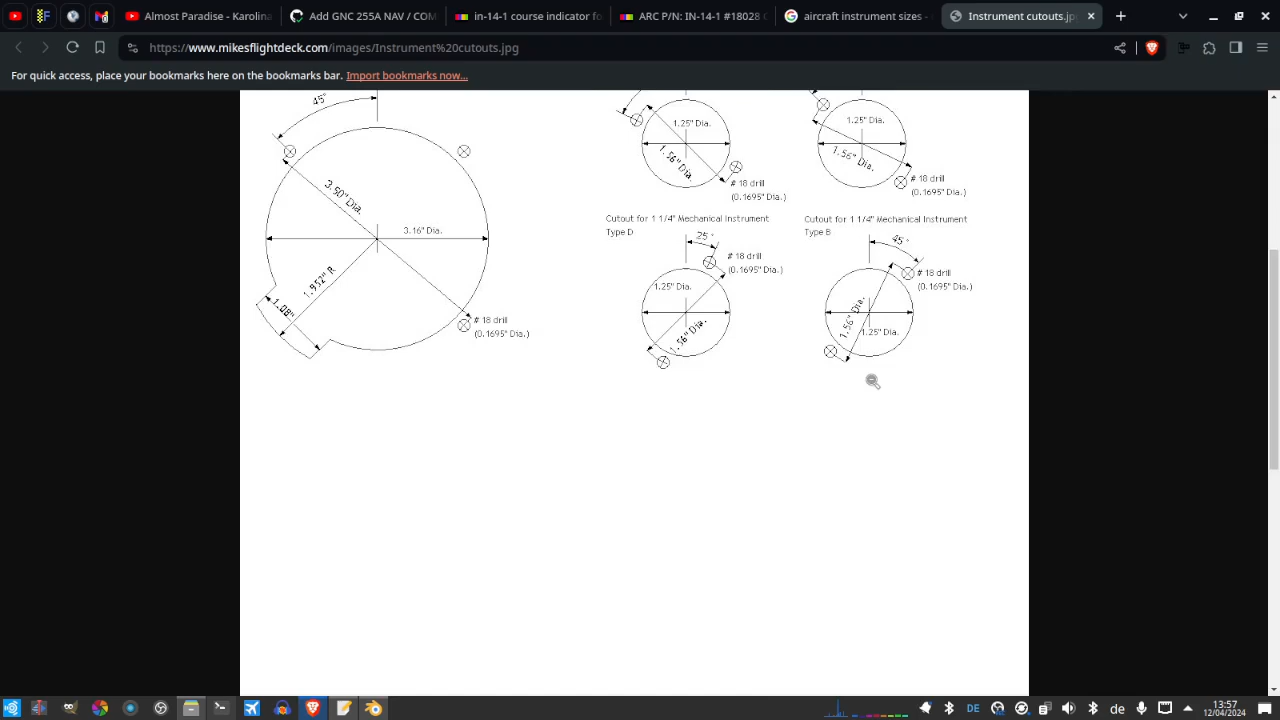 Almost Paradise - Karolina
Add GNC 255A NAV / COM
in-14-1 course indicator fo
ARC P/N: IN-14-1 #18028
aircraft instrument sizes -
Instrument cutouts.jp
https://www.mikesflightdeck.com/images/Instrument%20cutouts.jpg
For quick access, place your bookmarks here on the bookmarks bar. Import bookmarks now...
45°
3.50" Dia.
3.16" Dia.
1.952" R
1.08"
# 18 drill
(0.1695" Dia.)
1.25" Dia.
1.56" Dia.
# 18 drill
(0.1695" Dia.)
1.25" Dia.
1.56" Dia.
# 18 drill
(0.1695" Dia.)
Cutout for 1 1/4" Mechanical Instrument
Type D
25°
# 18 drill
(0.1695" Dia.)
1.25" Dia.
1.56" Dia.
Cutout for 1 1/4" Mechanical Instrument
Type B
45°
# 18 drill
(0.1695" Dia.)
1.56" Dia.
1.25" Dia.
DE
de
13:57
12/04/2024